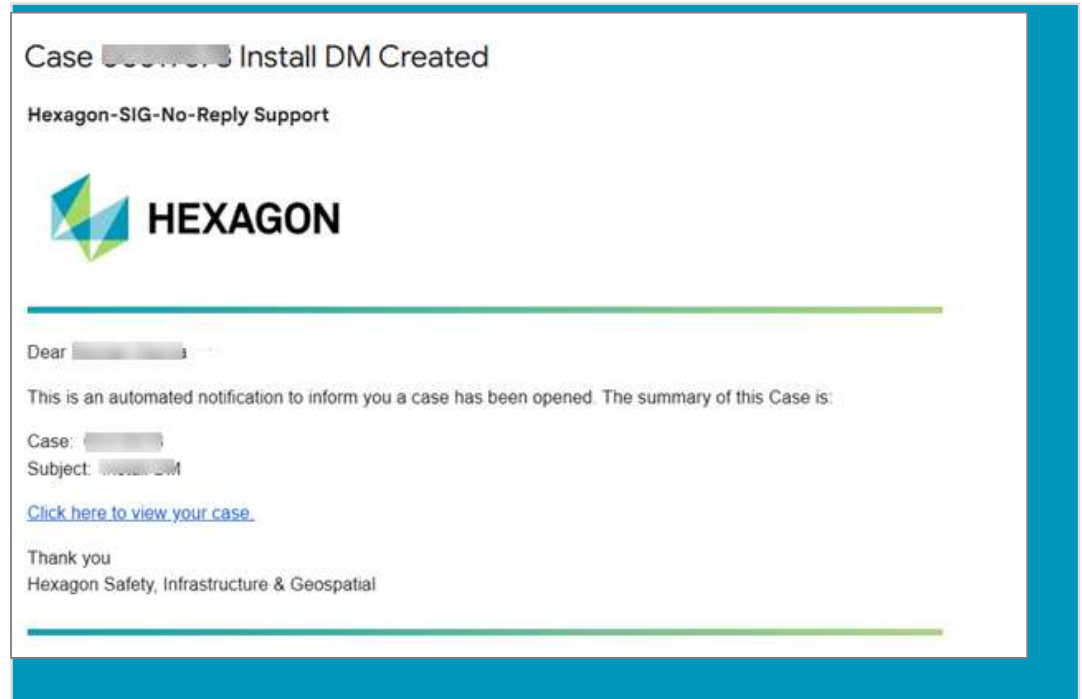 Case Install DM Created
Hexagon-SIG-No-Reply Support
HEXAGON
Dear
This is an automated notification to inform you a case has been opened. The summary of this Case is:
Case:
Subject:
Click here to view your case.
Thank you
Hexagon Safety, Infrastructure & Geospatial